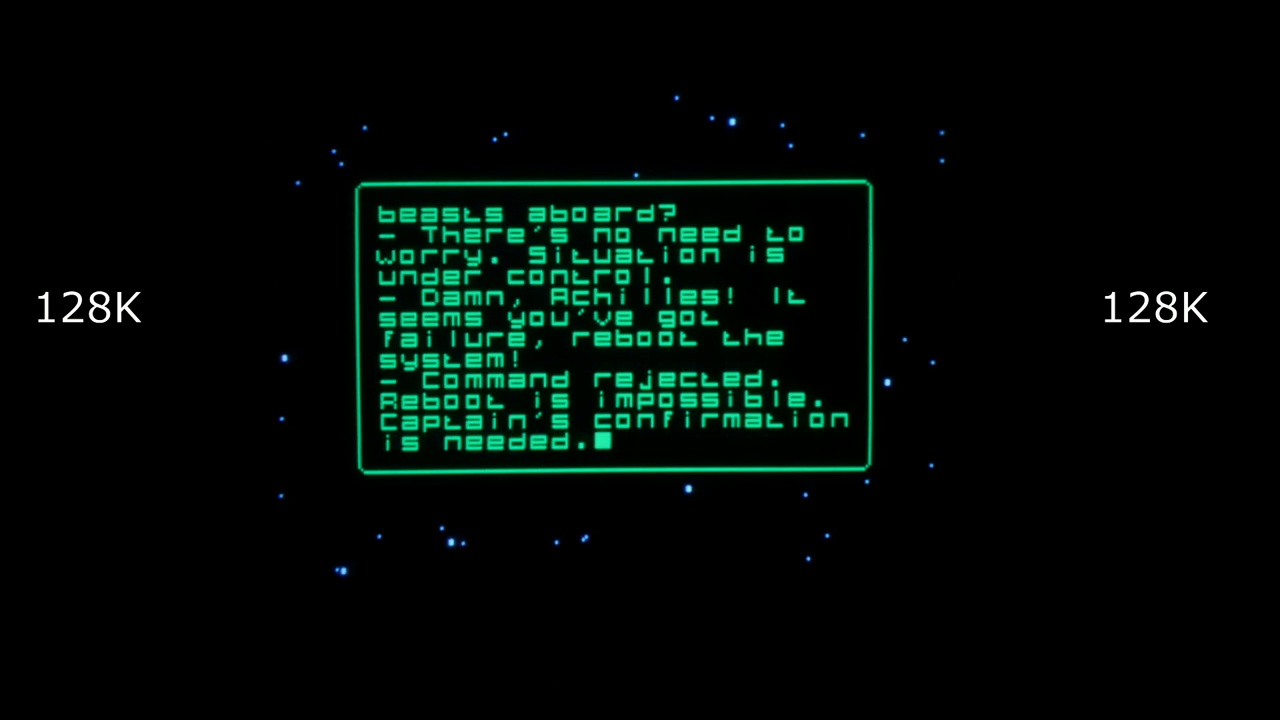 beasts aboard?
- There's no need to
worry. Situation is
under control.
- Damn, Achilles! It
seems you've got
failure, reboot the
system!
- Command rejected.
Reboot is impossible.
Captain's confirmation
is needed.
128K
128K